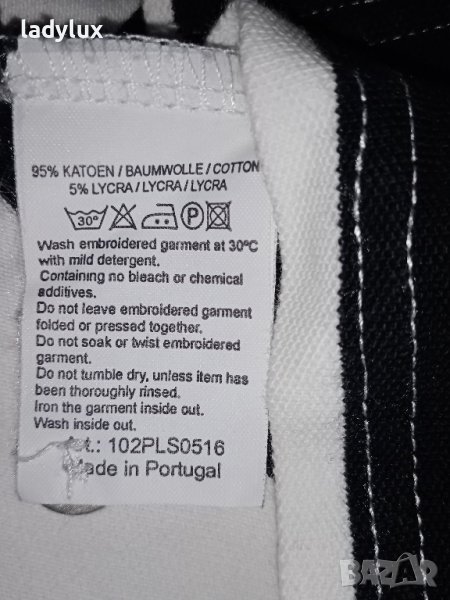 ladylux
95% KATOEN / BAUMWOLLE / COTTON
5% LYCRA / LYCRA / LYCRA
30° P
Wash embroidered garment at 30ºC
with mild detergent.
Containing no bleach or chemical
additives.
Do not leave embroidered garment
folded or pressed together.
Do not soak or twist embroidered
garment.
Do not tumble dry, unless item has
been thoroughly rinsed.
Iron the garment inside out.
Wash inside out.
t.: 102PLS0516
ade in Portugal
BAZAR